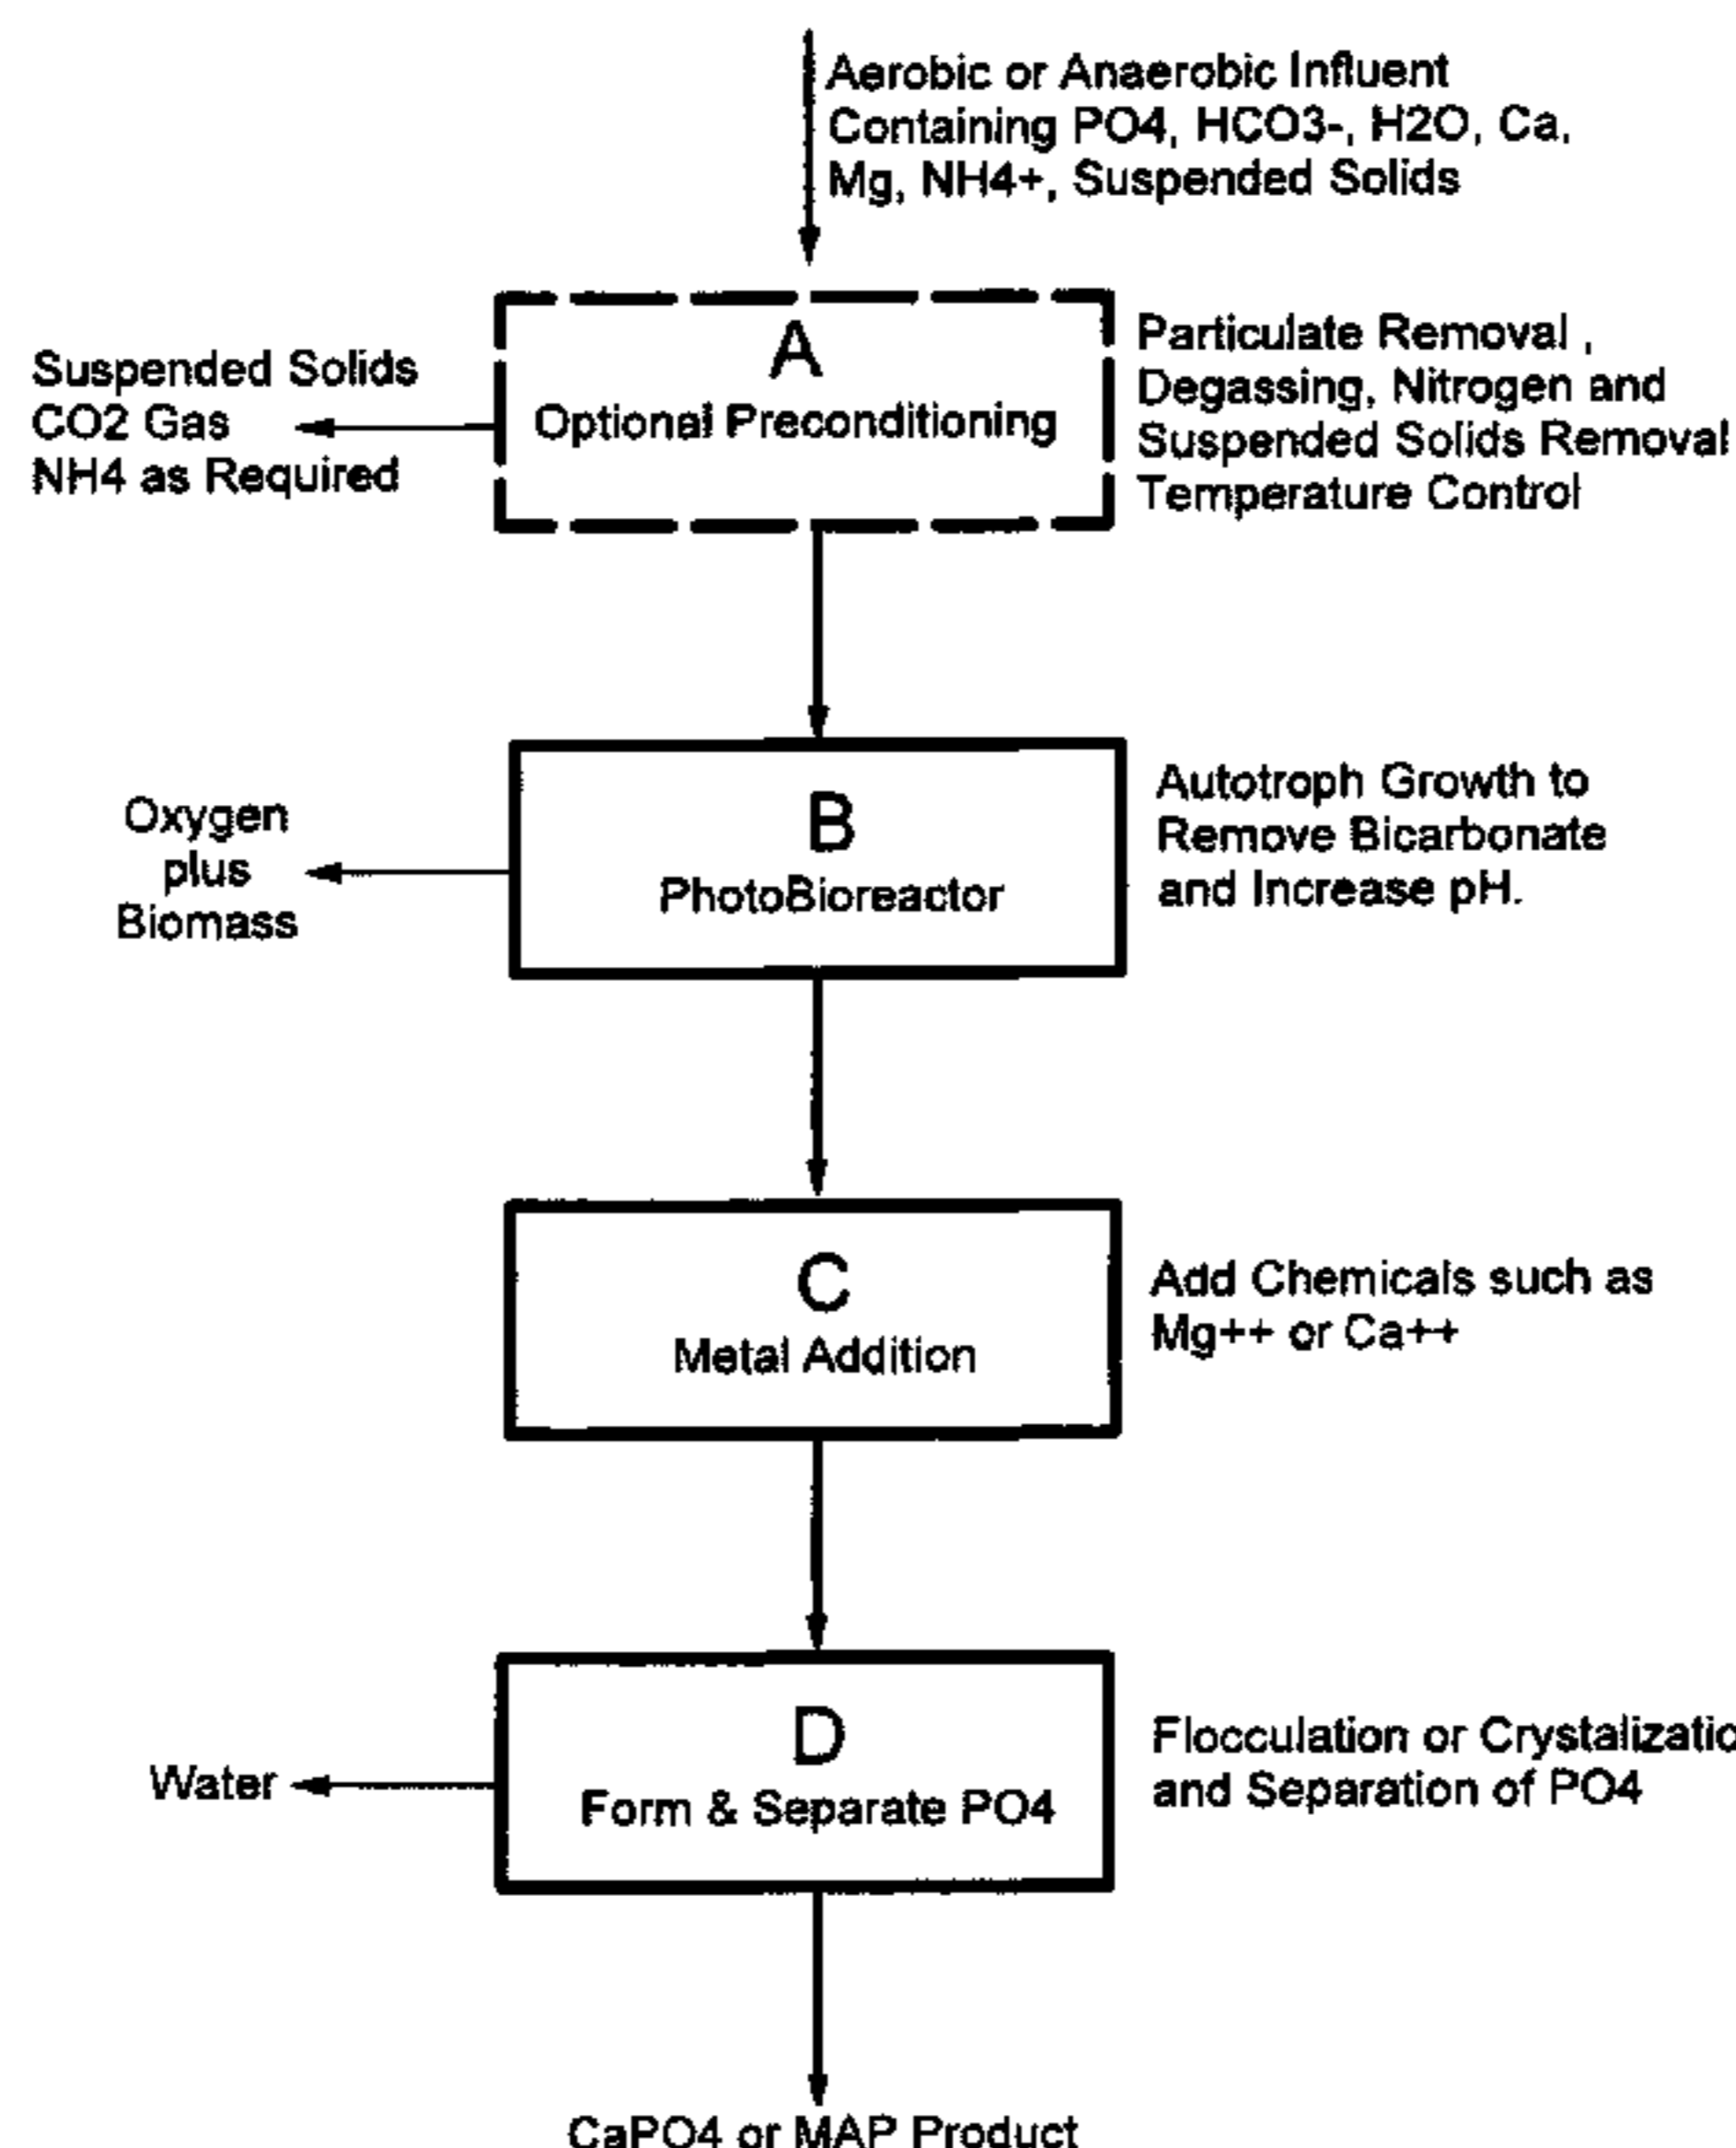 Aerobic or Anaerobic Influent
Containing PO4, HCO3-, H2O, Ca,
Mg, NH4+, Suspended Solids
A
Optional Preconditioning
Suspended Solids
CO2 Gas
NH4 as Required
Particulate Removal ,
Degassing, Nitrogen and
Suspended Solids Removal
Temperature Control
B
PhotoBioreactor
Oxygen
plus
Biomass
Autotroph Growth to
Remove Bicarbonate
and Increase pH.
C
Metal Addition
Add Chemicals such as
Mg++ or Ca++
D
Form & Separate PO4
Water
Flocculation or Crystalizatio
and Separation of PO4
CaPO4 or MAP Product